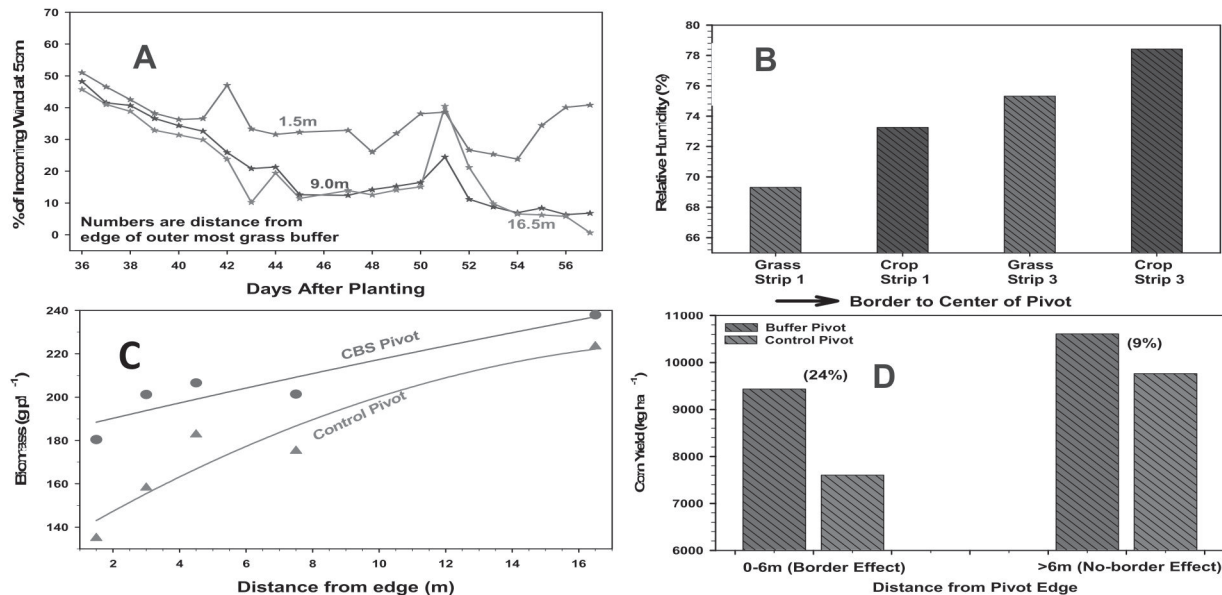 70
60
50
40
30
20
10
0
% of Incoming Wind at 5cm
A
1.5m
9.0m
16.5m
Numbers are distance from
edge of outer most grass buffer
36 38 40 42 44 46 48 50 52 54 56
Days After Planting
80
78
76
74
72
70
68
66
Relative Humidity (%)
B
Grass Crop Grass Crop
Strip 1 Strip 1 Strip 3 Strip 3
Border to Center of Pivot
240
220
200
180
160
140
Biomass (g pl⁻¹)
C
CBS Pivot
Control Pivot
2 4 6 8 10 12 14 16
Distance from edge (m)
11000
10000
9000
8000
7000
6000
Corn Yield (kg ha⁻¹)
Buffer Pivot
Control Pivot
(24%)
D
(9%)
0-6m (Border Effect) >6m (No-border Effect)
Distance from Pivot Edge